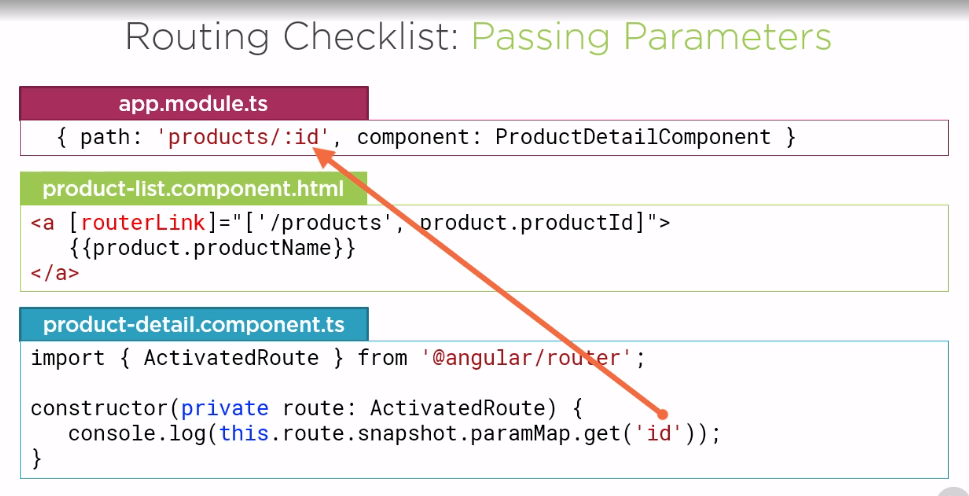 Routing Checklist: Passing Parameters
app.module.ts
{ path: 'products/:id', component: ProductDetailComponent }
product-list.component.html
<a [routerLink]="['/products', product.productId]">
{{product.productName}}
</a>
product-detail.component.ts
import { ActivatedRoute } from '@angular/router';
constructor(private route: ActivatedRoute) {
console.log(this.route.snapshot.paramMap.get('id'));
}